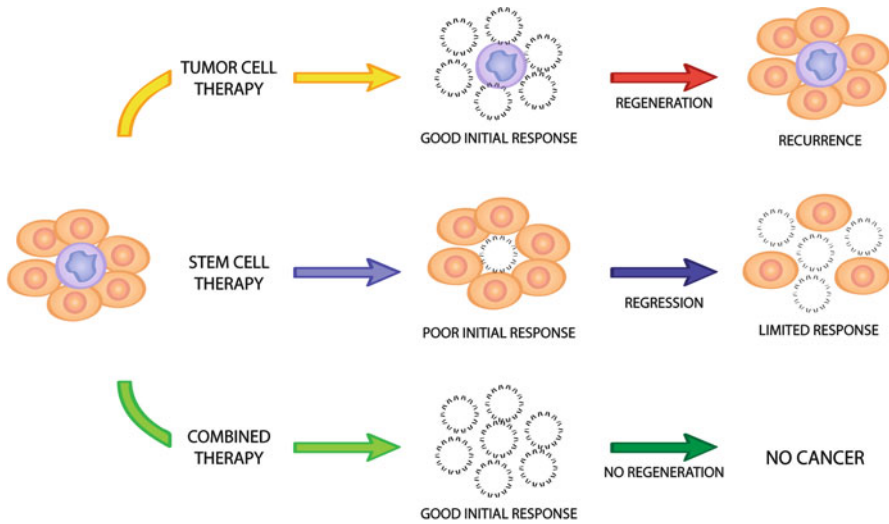 TUMOR CELL
THERAPY
GOOD INITIAL RESPONSE
REGENERATION
RECURRENCE
STEM CELL
THERAPY
POOR INITIAL RESPONSE
REGRESSION
LIMITED RESPONSE
COMBINED
THERAPY
GOOD INITIAL RESPONSE
NO REGENERATION
NO CANCER